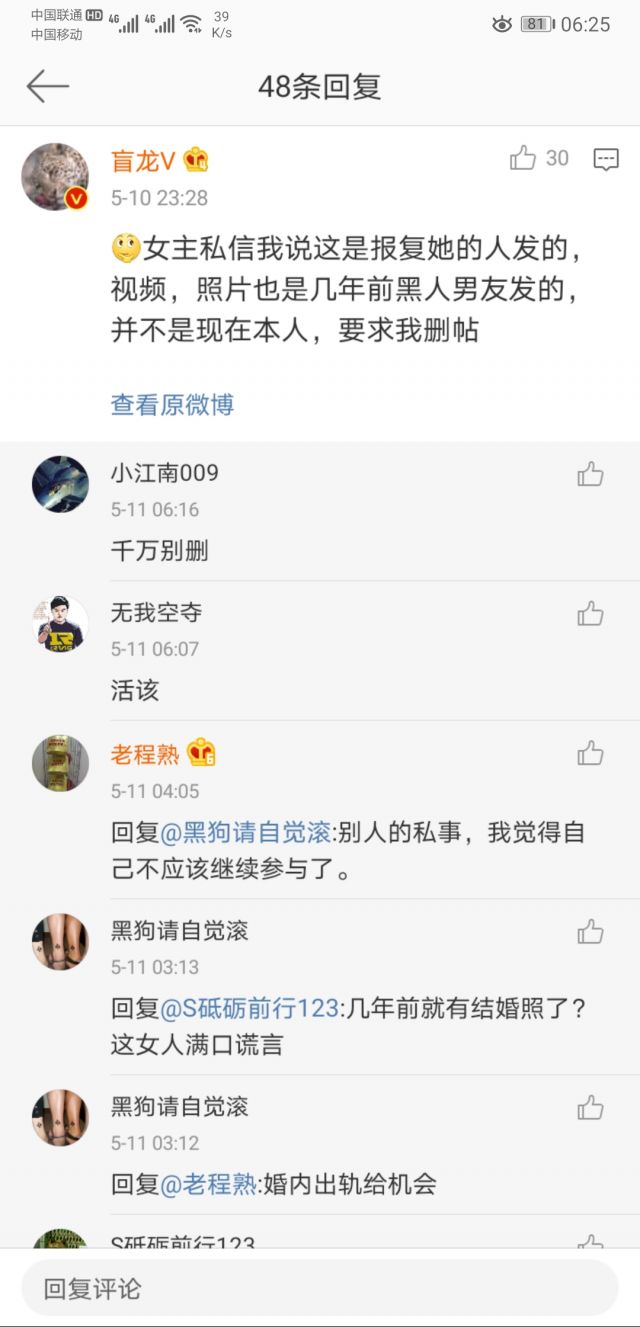 中国联通 HD 4G 4G 39 81 06:25
中国移动 K/s
48条回复
盲龙V 4 30
5-10 23:28
女主私信我说这是报复她的人发的,
视频，照片也是几年前黑人男友发的,
并不是现在本人，要求我删帖
查看原微博
小江南009
5-11 06:16
千万别删
无我空夺
5-11 06:07
活该
老程熟 6
5-11 04:05
回复@黑狗请自觉滚:别人的私事，我觉得自
己不应该继续参与了。
黑狗请自觉滚
5-11 03:13
回复@S砥砺前行123:几年前就有结婚照了？
这女人满口谎言
黑狗请自觉滚
5-11 03:12
回复@老程熟:婚内出轨给机会
S砥砺前行123
回复评论